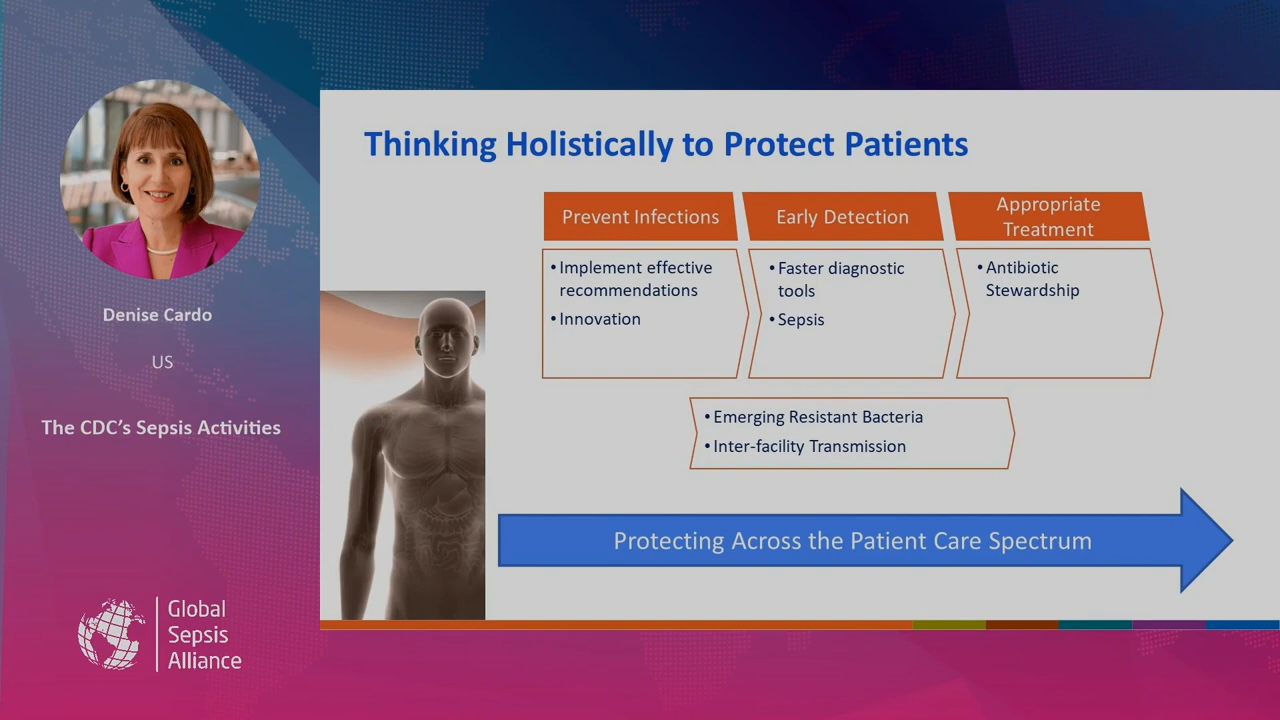 Denise Cardo
US
The CDC’s Sepsis Activities
Global
Sepsis
Alliance
Thinking Holistically to Protect Patients
Prevent Infections
• Implement effective
recommendations
• Innovation
Early Detection
• Faster diagnostic
tools
• Sepsis
Appropriate
Treatment
• Antibiotic
Stewardship
• Emerging Resistant Bacteria
• Inter-facility Transmission
Protecting Across the Patient Care Spectrum